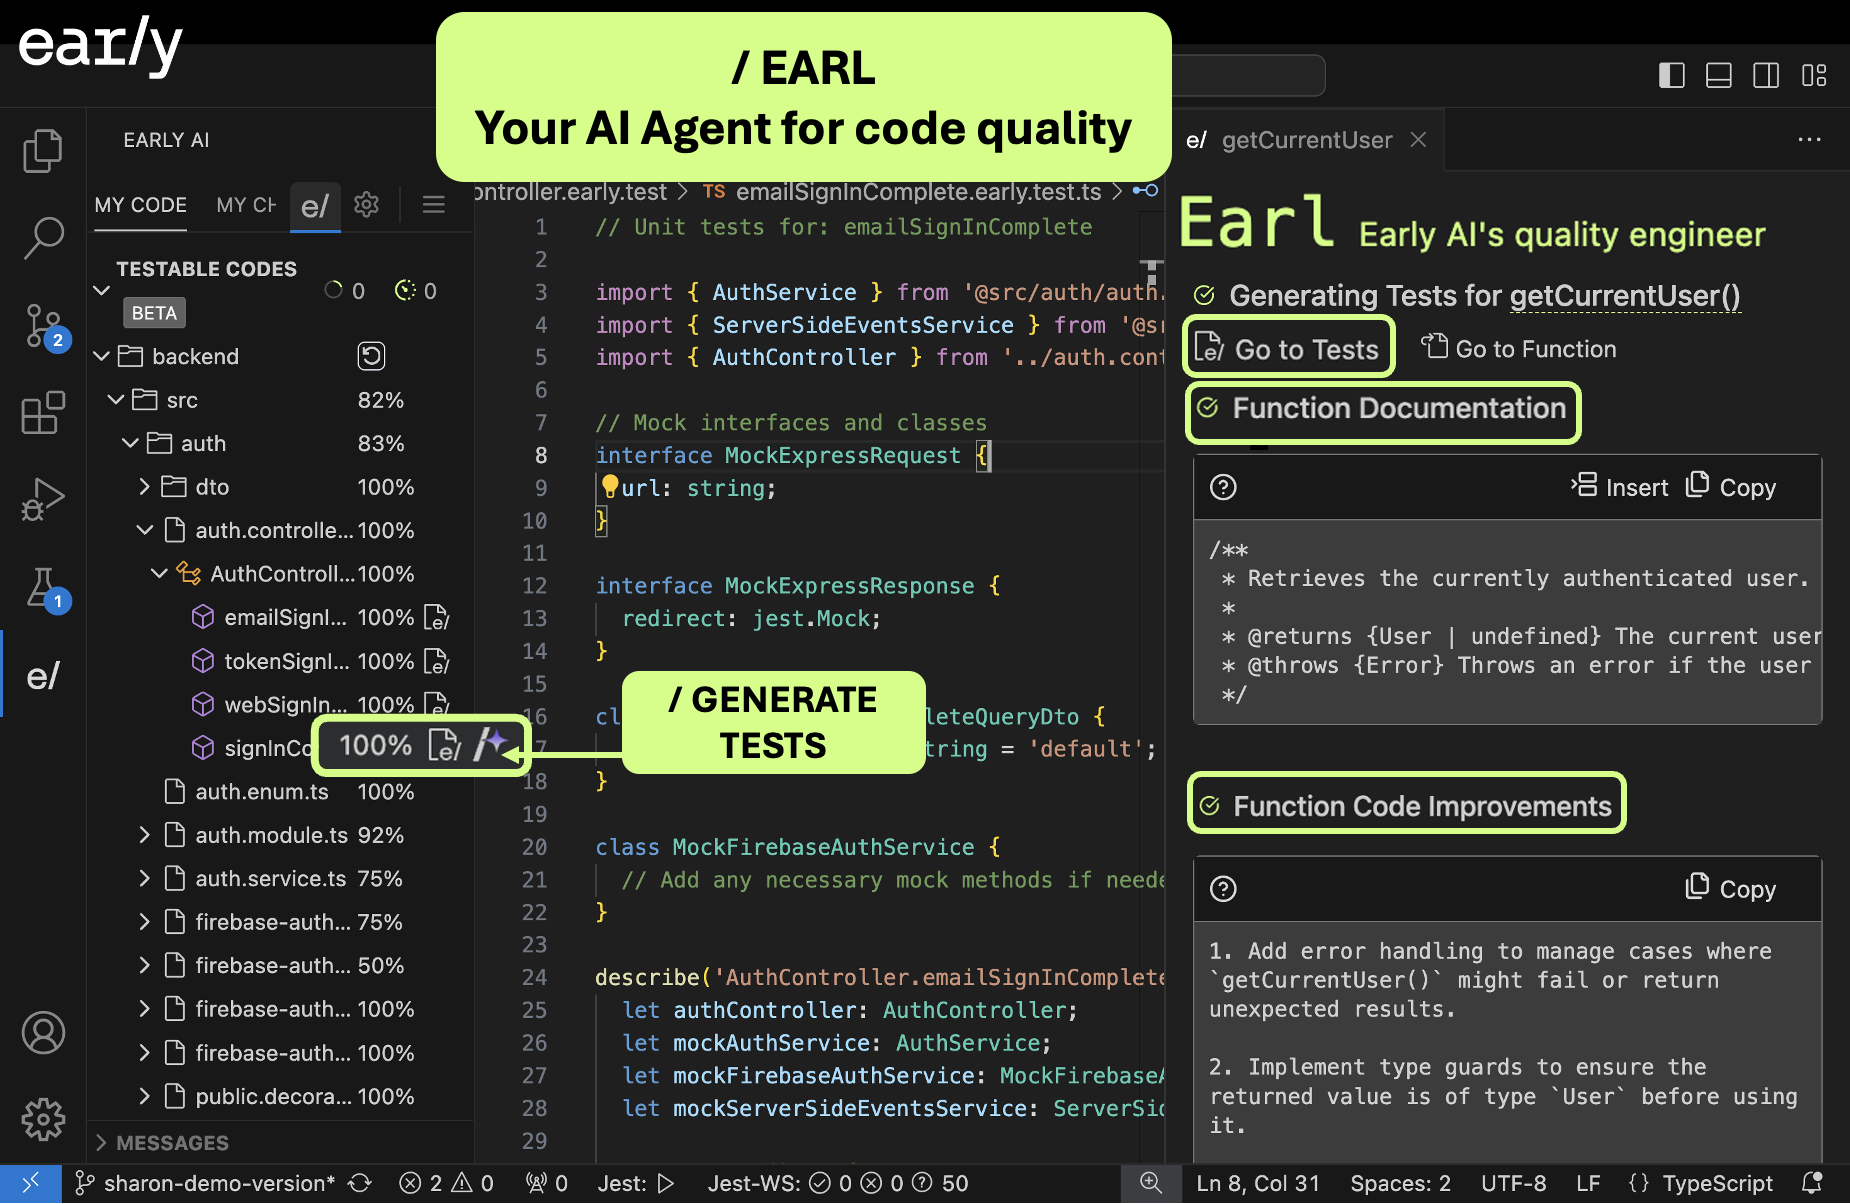 ear/y
/ EARL
Your AI Agent for code quality
EARLY AI
MY CODE
MY CH
e/
TESTABLE CODES
BETA
0
0
backend
src 82%
auth 83%
dto 100%
auth.controlle... 100%
AuthControll... 100%
emailSignI... 100% e/
tokenSignI... 100% e/
webSignIn... 100% e/
signInCo 100% e/
auth.enum.ts 100%
auth.module.ts 92%
auth.service.ts 75%
firebase-auth... 75%
firebase-auth... 50%
firebase-auth... 100%
firebase-auth... 100%
public.decora... 100%
MESSAGES
2
1
e/
/ GENERATE
TESTS
ontroller.early.test > TS emailSignInComplete.early.test.ts >
1 // Unit tests for: emailSignInComplete
2
3 import { AuthService } from '@src/auth/auth.
4 import { ServerSideEventsService } from '@sr
5 import { AuthController } from '../auth.cont
6
7 // Mock interfaces and classes
8 interface MockExpressRequest {
9 url: string;
10 }
11
12 interface MockExpressResponse {
13 redirect: jest.Mock;
14 }
15
16 cl leteQueryDto {
7 tring = 'default';
18 }
19
20 class MockFirebaseAuthService {
21 // Add any necessary mock methods if neede
22 }
23
24 describe('AuthController.emailSignInComplete
25 let authController: AuthController;
26 let mockAuthService: AuthService;
27 let mockFirebaseAuthService: MockFirebaseA
28 let mockServerSideEventsService: ServerSid
29
e/ getCurrentUser
Earl Early AI's quality engineer
Generating Tests for getCurrentUser()
e/ Go to Tests
Go to Function
Function Documentation
Insert Copy
/**
* Retrieves the currently authenticated user.
*
* @returns {User | undefined} The current user
* @throws {Error} Throws an error if the user
*/
Function Code Improvements
Copy
1. Add error handling to manage cases where
`getCurrentUser()` might fail or return
unexpected results.
2. Implement type guards to ensure the
returned value is of type `User` before using
it.
sharon-demo-version* 2 0 0 Jest: Jest-WS: 0 0 50 Ln 8, Col 31 Spaces: 2 UTF-8 LF {} TypeScript